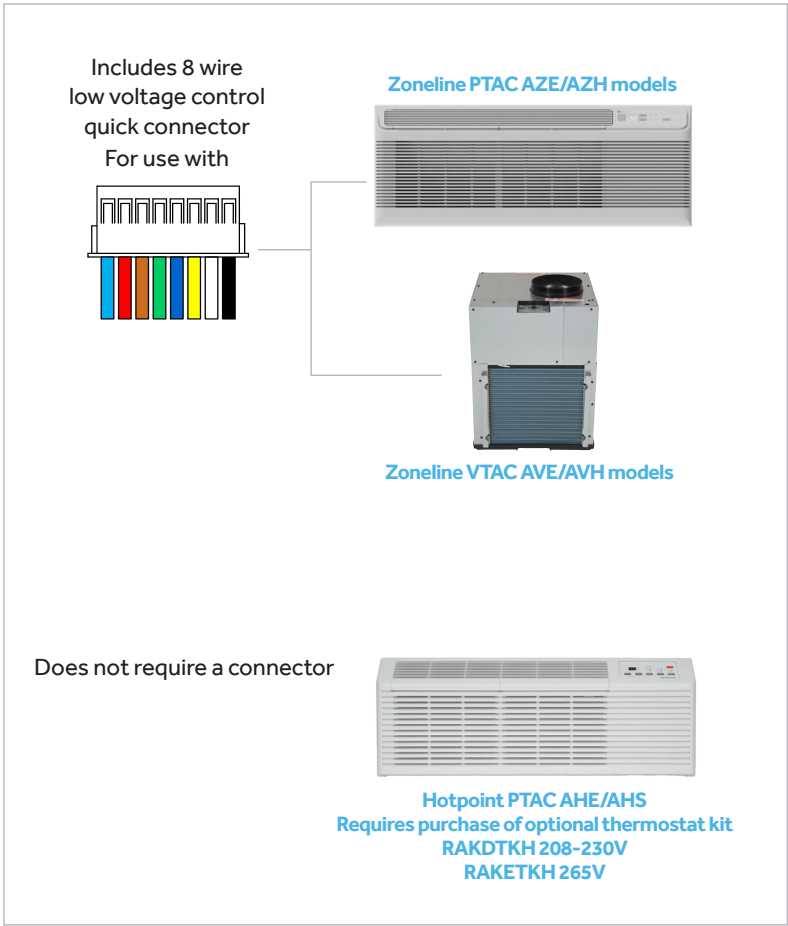 Includes 8 wire
low voltage control
quick connector
For use with
Zoneline PTAC AZE/AZH models
Zoneline VTAC AVE/AVH models
Does not require a connector
Hotpoint PTAC AHE/AHS
Requires purchase of optional thermostat kit
RAKDTKH 208-230V
RAKETKH 265V